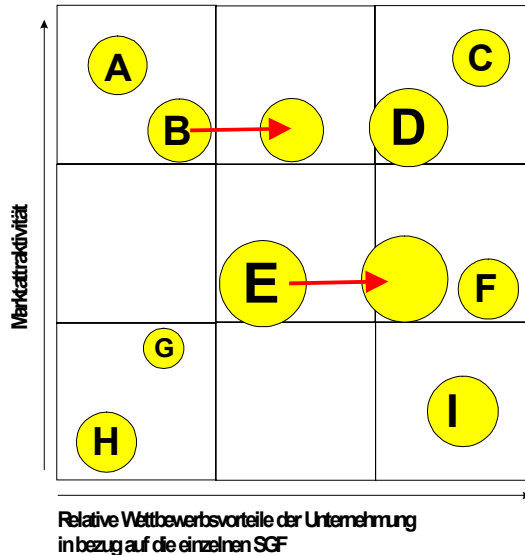 A
C
B
D
E
F
G
H
I
Marktattraktivität
Relative Wettbewerbsvorteile der Unternehmung
in bezug auf die einzelnen SGF